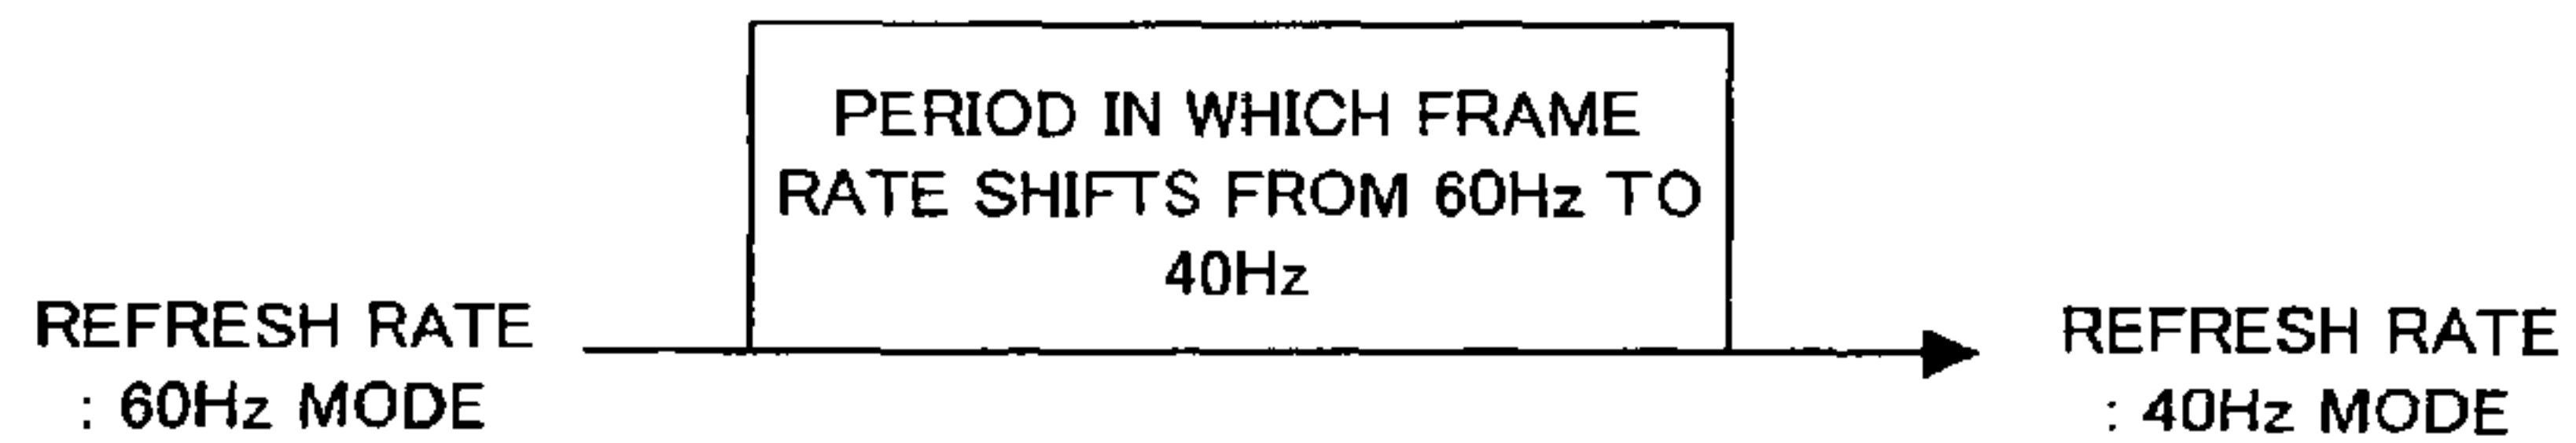 PERIOD IN WHICH FRAME
RATE SHIFTS FROM 60Hz TO
40Hz
REFRESH RATE
: 60Hz MODE
REFRESH RATE
: 40Hz MODE